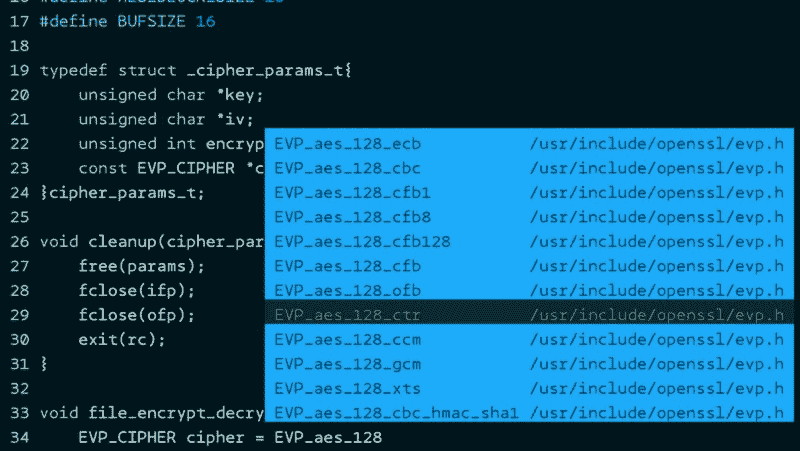 17 #define BUFSIZE 16
18
19 typedef struct _cipher_params_t{
20     unsigned char *key;
21     unsigned char *iv;
22     unsigned int encryp
23     const EVP_CIPHER *c
24 }cipher_params_t;
25
26 void cleanup(cipher_par
27     free(params);
28     fclose(ifp);
29     fclose(ofp);
30     exit(rc);
31 }
32
33 void file_encrypt_decry
34     EVP_CIPHER cipher = EVP_aes_128
EVP_aes_128_ecb /usr/include/openssl/evp.h
EVP_aes_128_cbc /usr/include/openssl/evp.h
EVP_aes_128_cfb1 /usr/include/openssl/evp.h
EVP_aes_128_cfb8 /usr/include/openssl/evp.h
EVP_aes_128_cfb128 /usr/include/openssl/evp.h
EVP_aes_128_cfb /usr/include/openssl/evp.h
EVP_aes_128_ofb /usr/include/openssl/evp.h
EVP_aes_128_ctr /usr/include/openssl/evp.h
EVP_aes_128_ccm /usr/include/openssl/evp.h
EVP_aes_128_gcm /usr/include/openssl/evp.h
EVP_aes_128_xts /usr/include/openssl/evp.h
EVP_aes_128_cbc_hmac_sha1 /usr/include/openssl/evp.h